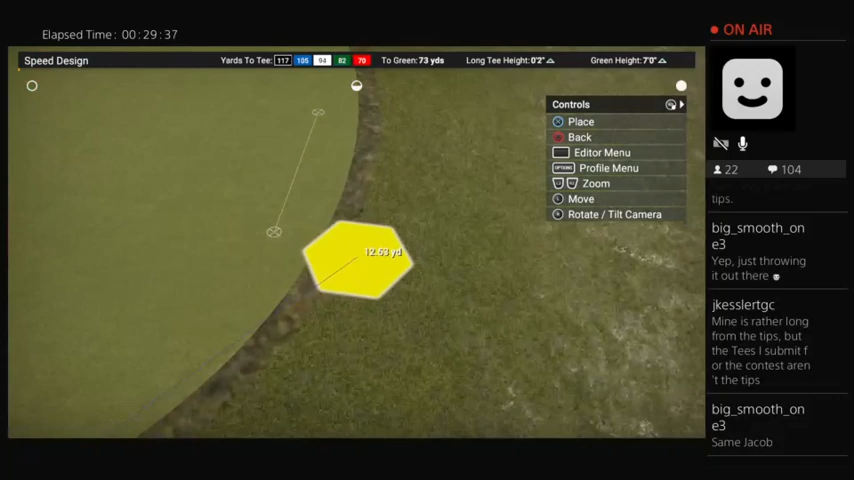 Elapsed Time : 00:29:37
ON AIR
Speed Design
Yards To Tee: 117 105 94 82 70 To Green: 73 yds Long Tee Height: 0'2" Green Height: 7'0"
Controls
Place
Back
Editor Menu
OPTIONS Profile Menu
Zoom
Move
Rotate / Tilt Camera
12.63 yd
22 104
tips.
big_smooth_on
e3
Yep, just throwing
it out there
jkesslertgc
Mine is rather long
from the tips, but
the Tees I submit f
or the contest aren
't the tips
big_smooth_on
e3
Same Jacob